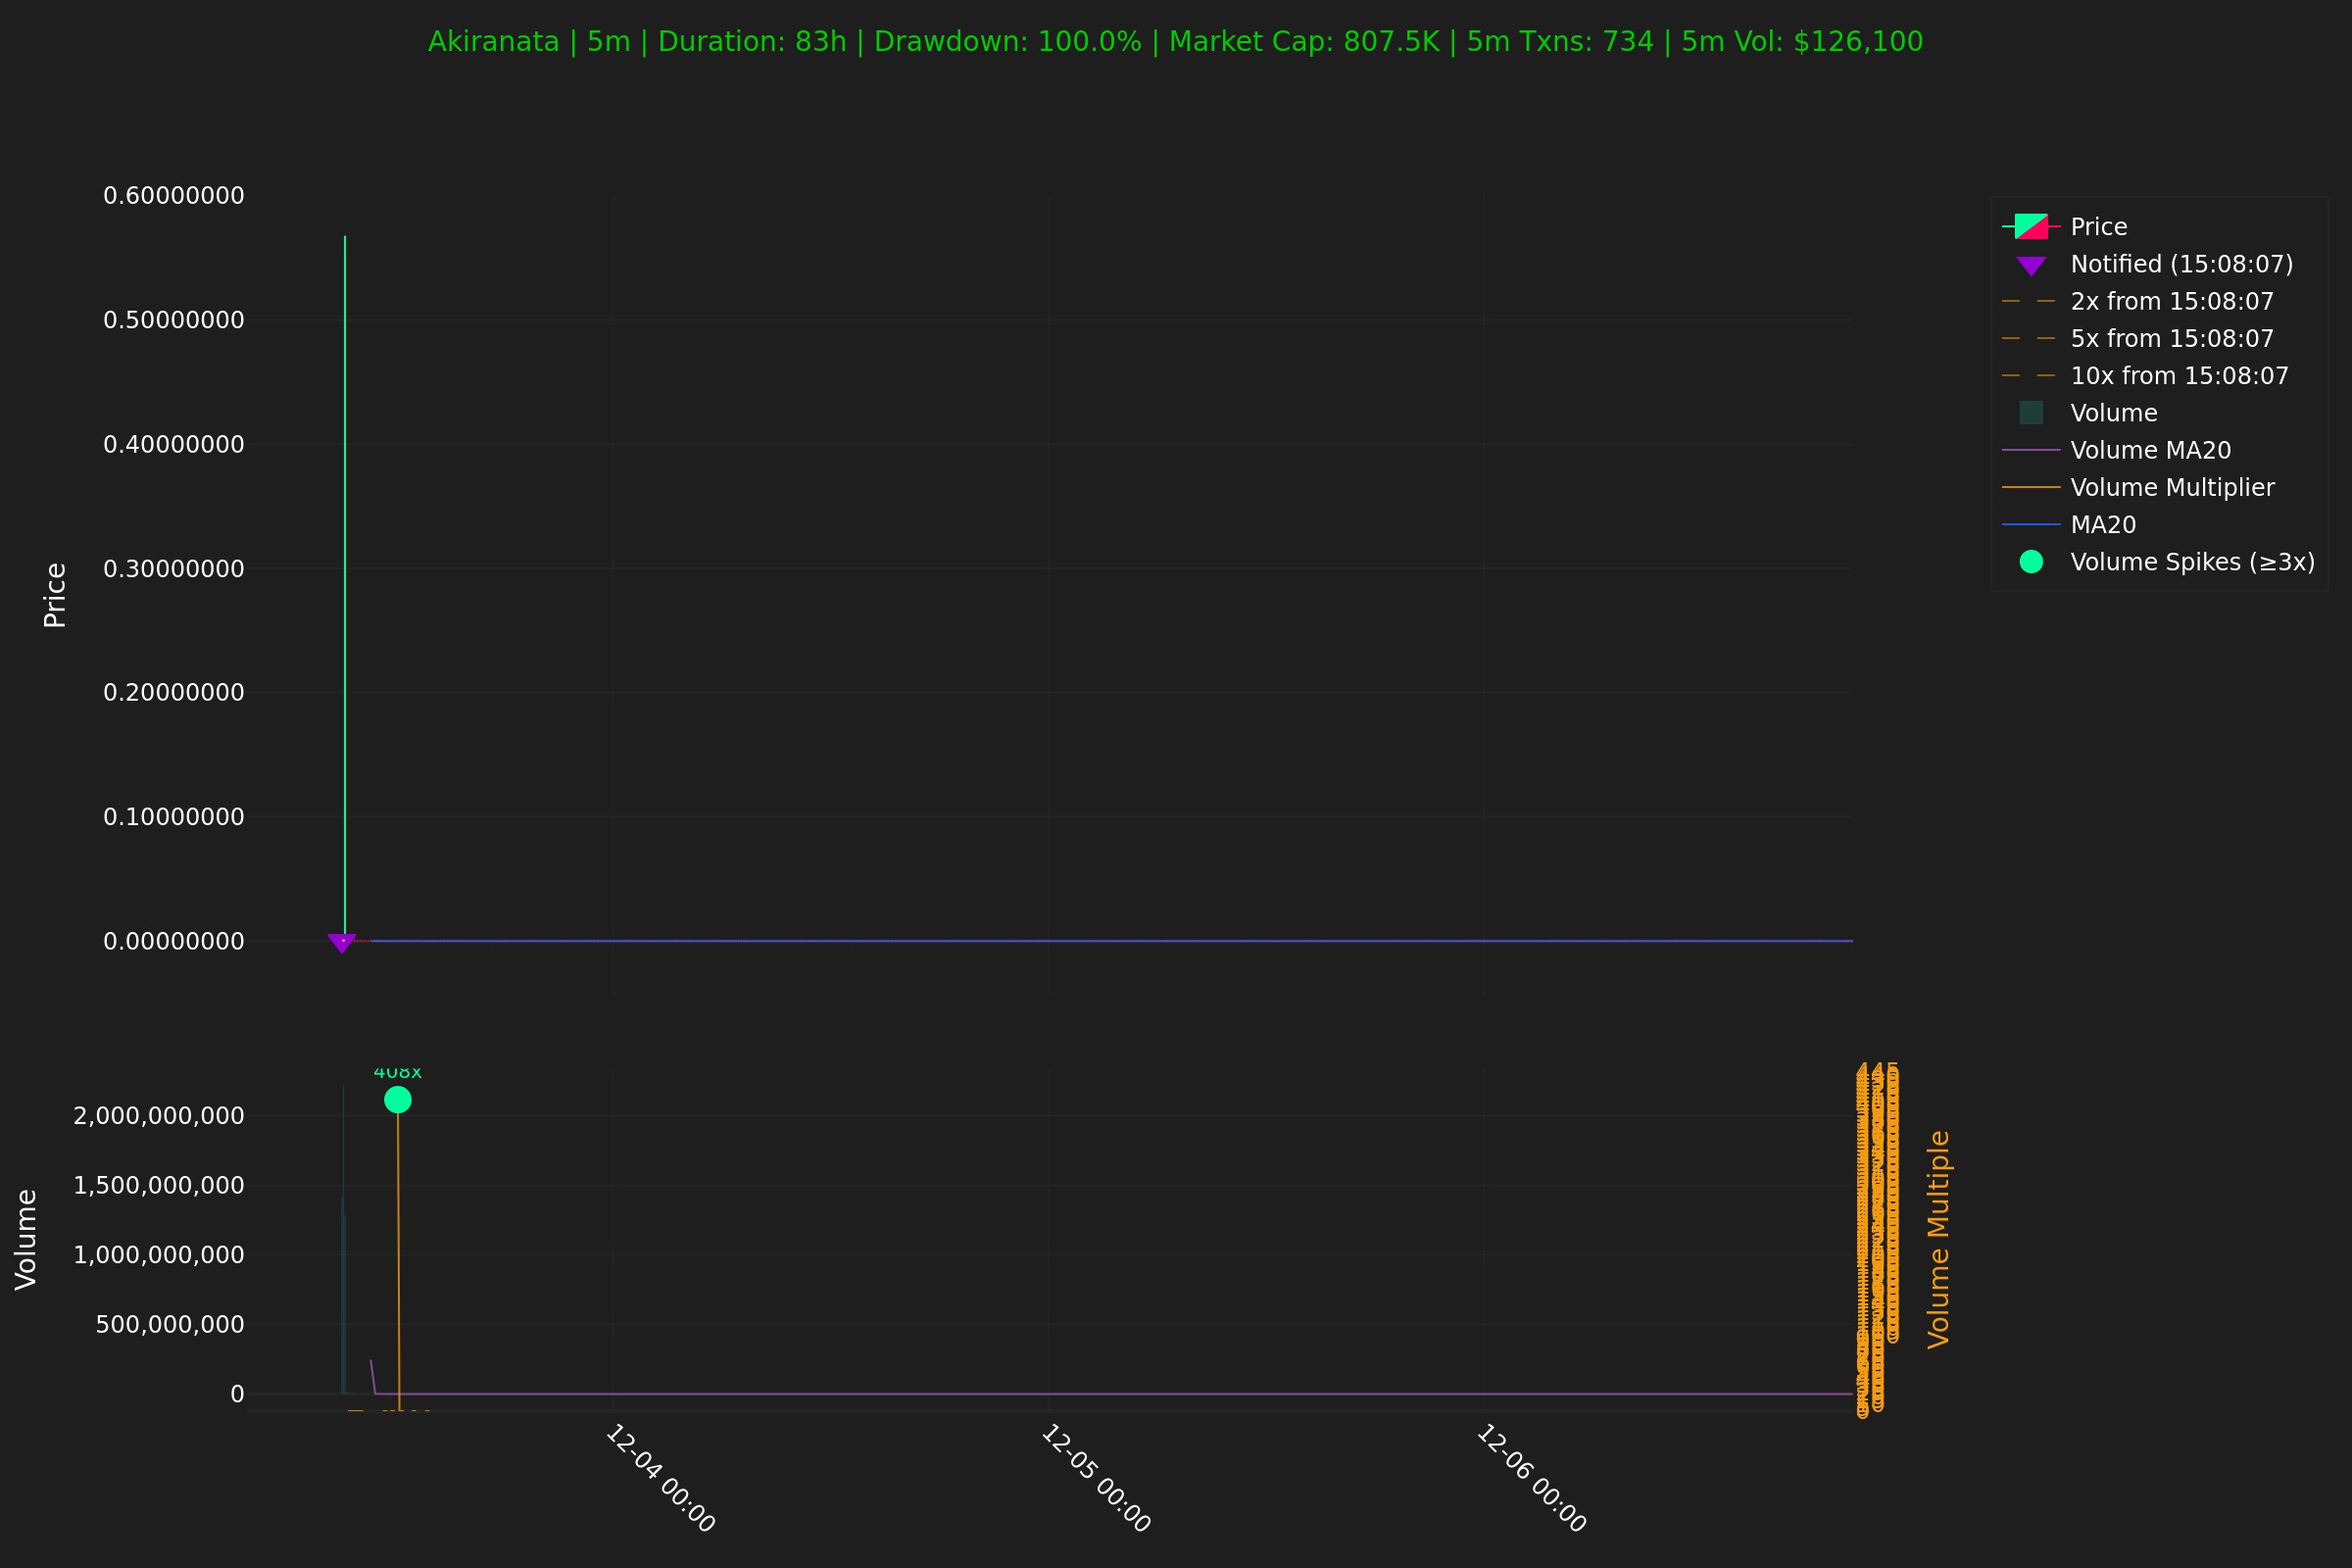 Akiranata | 5m | Duration: 83h | Drawdown: 100.0% | Market Cap: 807.5K | 5m Txns: 734 | 5m Vol: $126,100
0.60000000
0.50000000
0.40000000
0.30000000
0.20000000
0.10000000
0.00000000
Price
Price
Notified (15:08:07)
2x from 15:08:07
5x from 15:08:07
10x from 15:08:07
Volume
Volume MA20
Volume Multiplier
MA20
Volume Spikes (≥3x)
408x
2,000,000,000
1,500,000,000
1,000,000,000
500,000,000
0
Volume
Volume Multiple
12-04 00:00
12-05 00:00
12-06 00:00